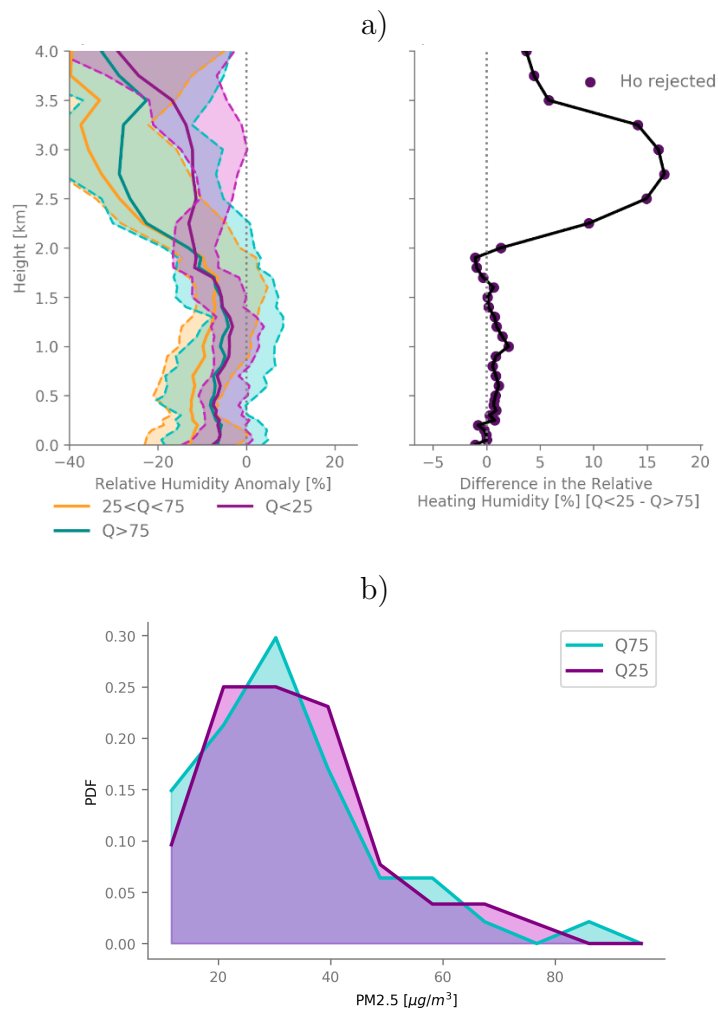 a)
4.0
3.5
3.0
2.5
2.0
1.5
1.0
0.5
0.0
Height [km]
−40 −20 0 20
Relative Humidity Anomaly [%]
25<Q<75 Q<25
Q>75
Ho rejected
−5 0 5 10 15 20
Difference in the Relative
Heating Humidity [%] [Q<25 - Q>75]
b)
0.30
0.25
0.20
0.15
0.10
0.05
0.00
PDF
Q75
Q25
20 40 60 80
PM2.5 [μg/m³]